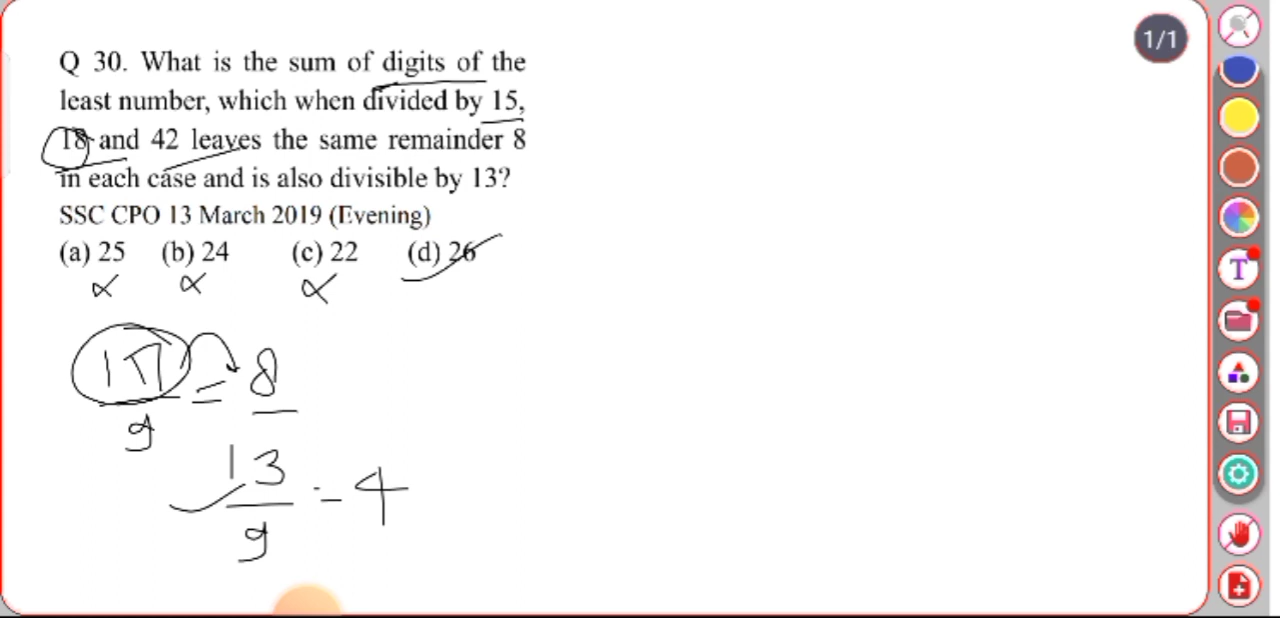 1/1
Q 30. What is the sum of digits of the
least number, which when divided by 15,
18 and 42 leaves the same remainder 8
in each case and is also divisible by 13?
SSC CPO 13 March 2019 (Evening)
(a) 25 (b) 24 (c) 22 (d) 26
17/9 = 8
13/9 = 4
T